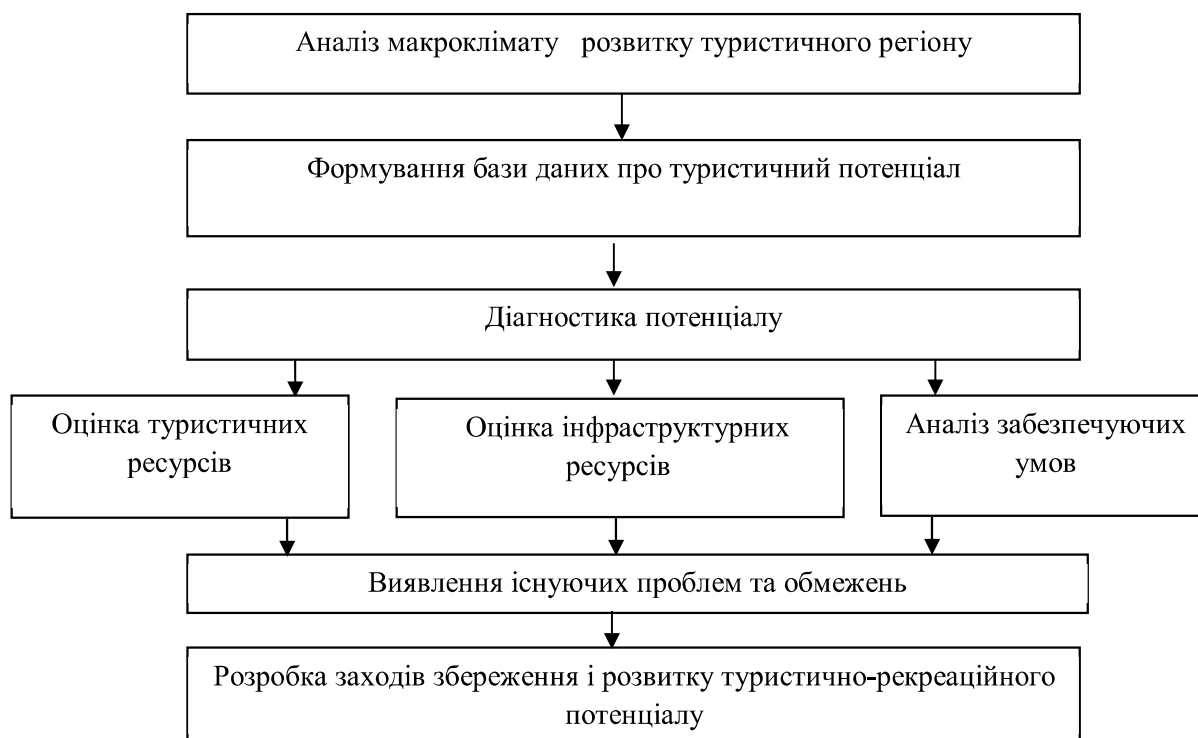 Аналіз макроклімату розвитку туристичного регіону
Формування бази даних про туристичний потенціал
Діагностика потенціалу
Оцінка туристичних
ресурсів
Оцінка інфраструктурних
ресурсів
Аналіз забезпечуючих
умов
Виявлення існуючих проблем та обмежень
Розробка заходів збереження і розвитку туристично-рекреаційного
потенціалу